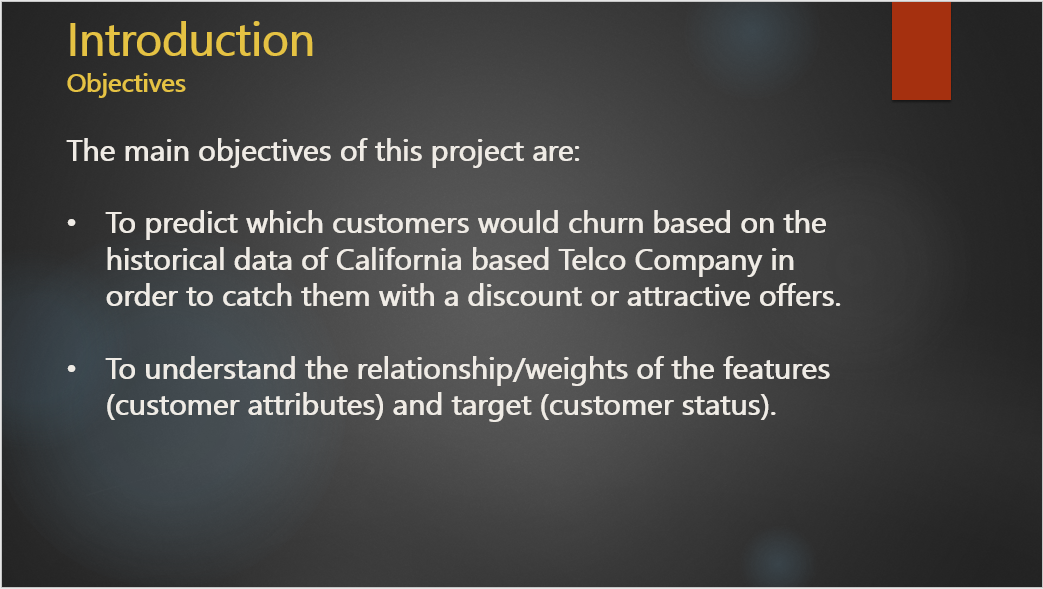 Introduction
Objectives
The main objectives of this project are:
• To predict which customers would churn based on the
historical data of California based Telco Company in
order to catch them with a discount or attractive offers.
• To understand the relationship/weights of the features
(customer attributes) and target (customer status).